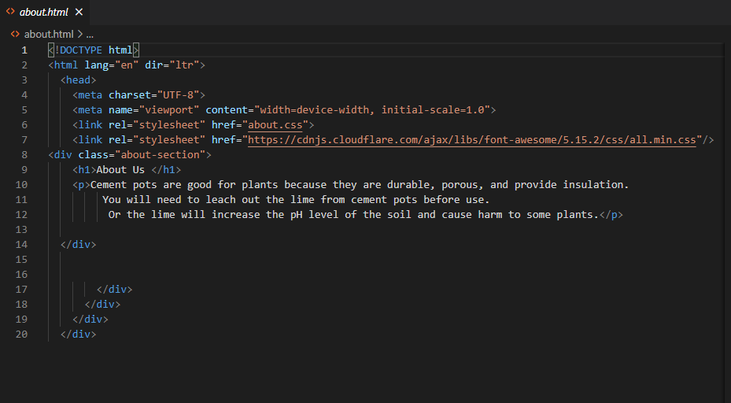 about.html ×
about.html > ...
1 <!DOCTYPE html>
2 <html lang="en" dir="ltr">
3 <head>
4 <meta charset="UTF-8">
5 <meta name="viewport" content="width=device-width, initial-scale=1.0">
6 <link rel="stylesheet" href="about.css">
7 <link rel="stylesheet" href="https://cdnjs.cloudflare.com/ajax/libs/font-awesome/5.15.2/css/all.min.css"/>
8 <div class="about-section">
9 <h1>About Us </h1>
10 <p>Cement pots are good for plants because they are durable, porous, and provide insulation.
11 You will need to leach out the lime from cement pots before use.
12 Or the lime will increase the pH level of the soil and cause harm to some plants.</p>
13
14 </div>
15
16
17 </div>
18 </div>
19 </div>
20 </div>